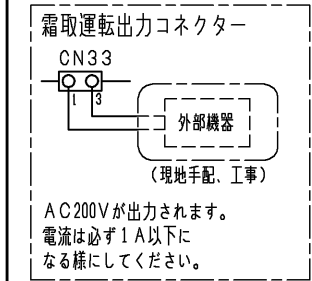 霜取運転出力コネクター
CN33
1 3
外部機器
(現地手配、工事)
AC200Vが出力されます。
電流は必ず1A以下に
なる様にしてください。